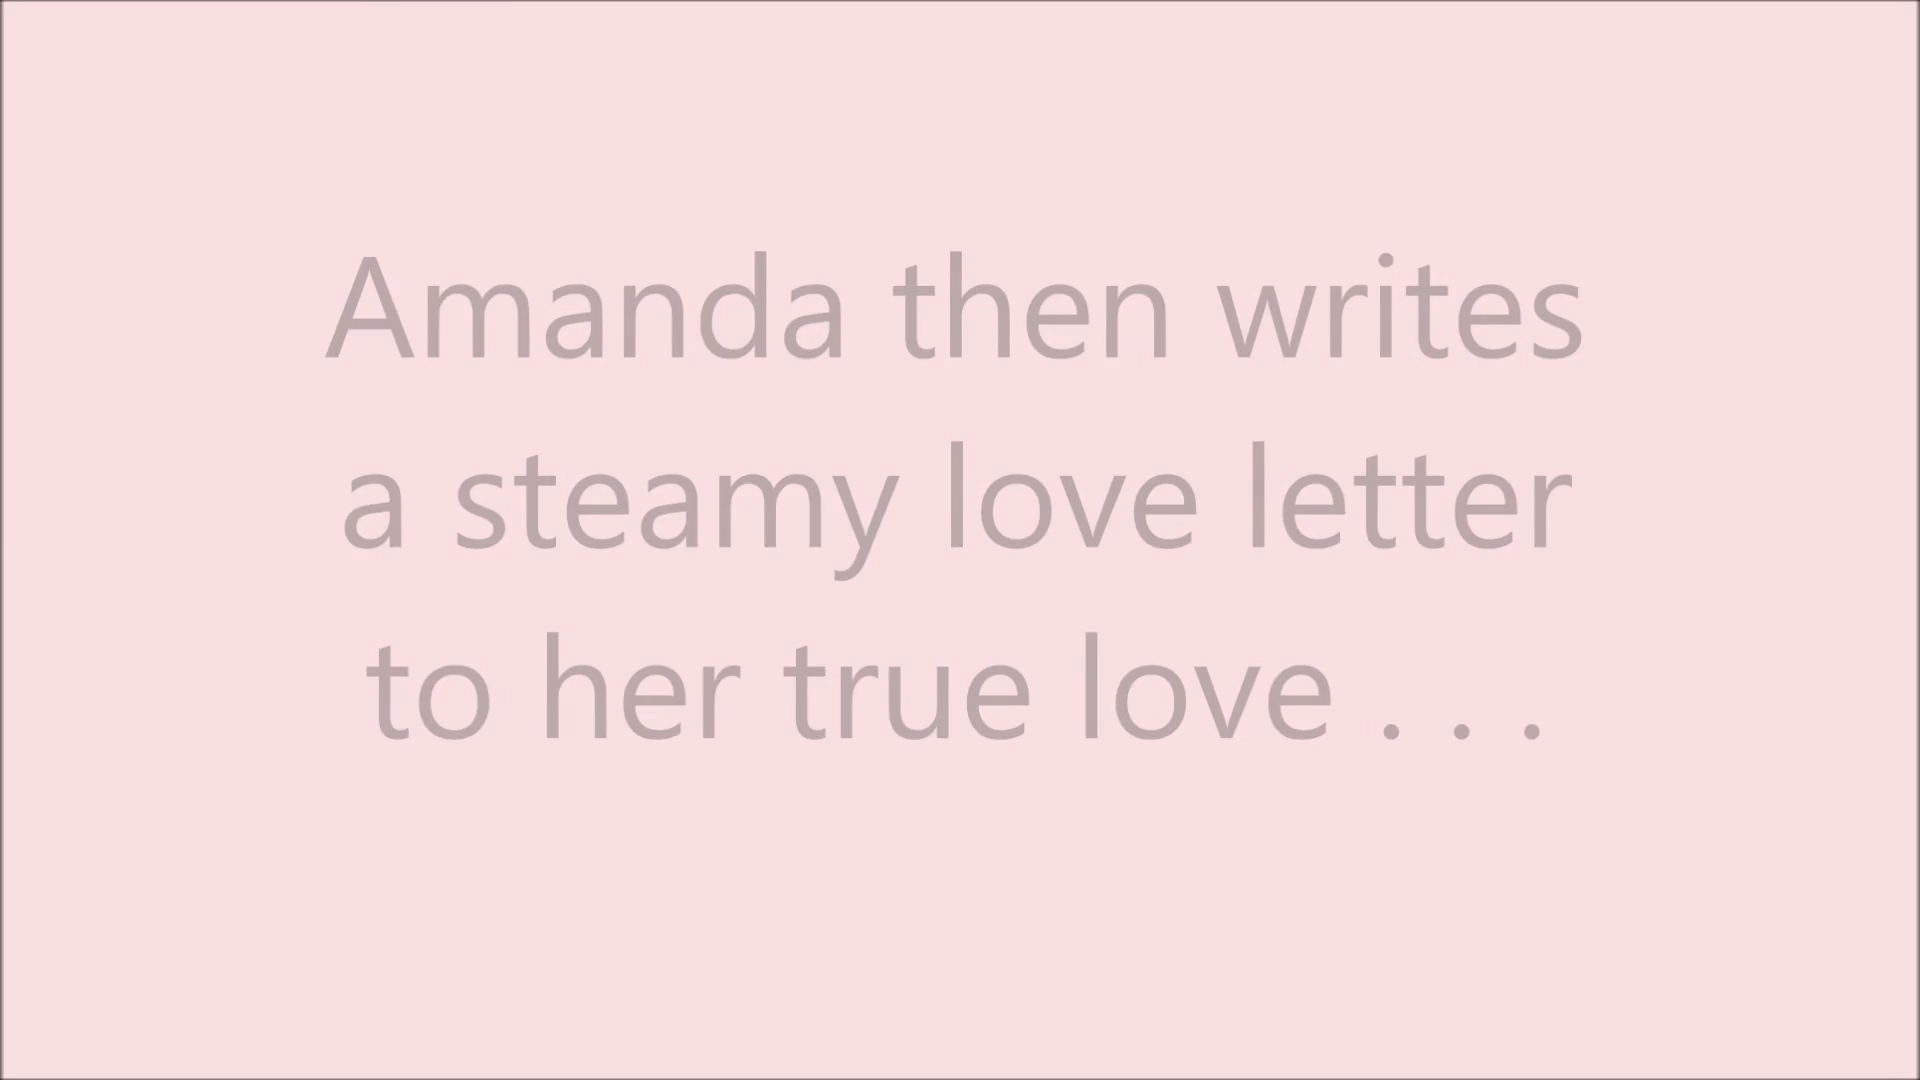 Amanda then writes
a steamy love letter
to her true love . . .